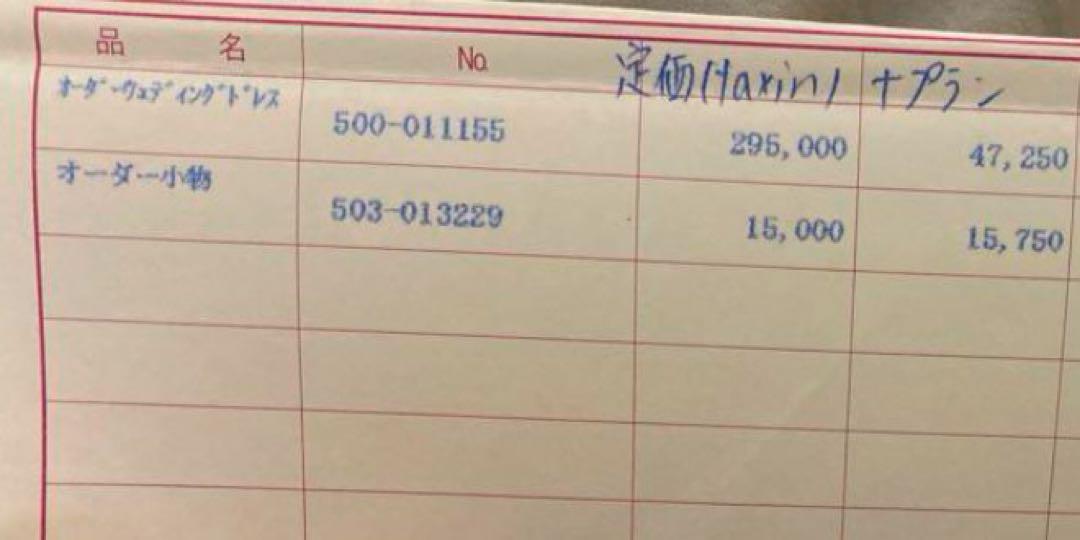 品 名 No. 定価(taxin) +プラン
オーダーウェディングドレス 500-011155 295,000 47,250
オーダー小物 503-013229 15,000 15,750